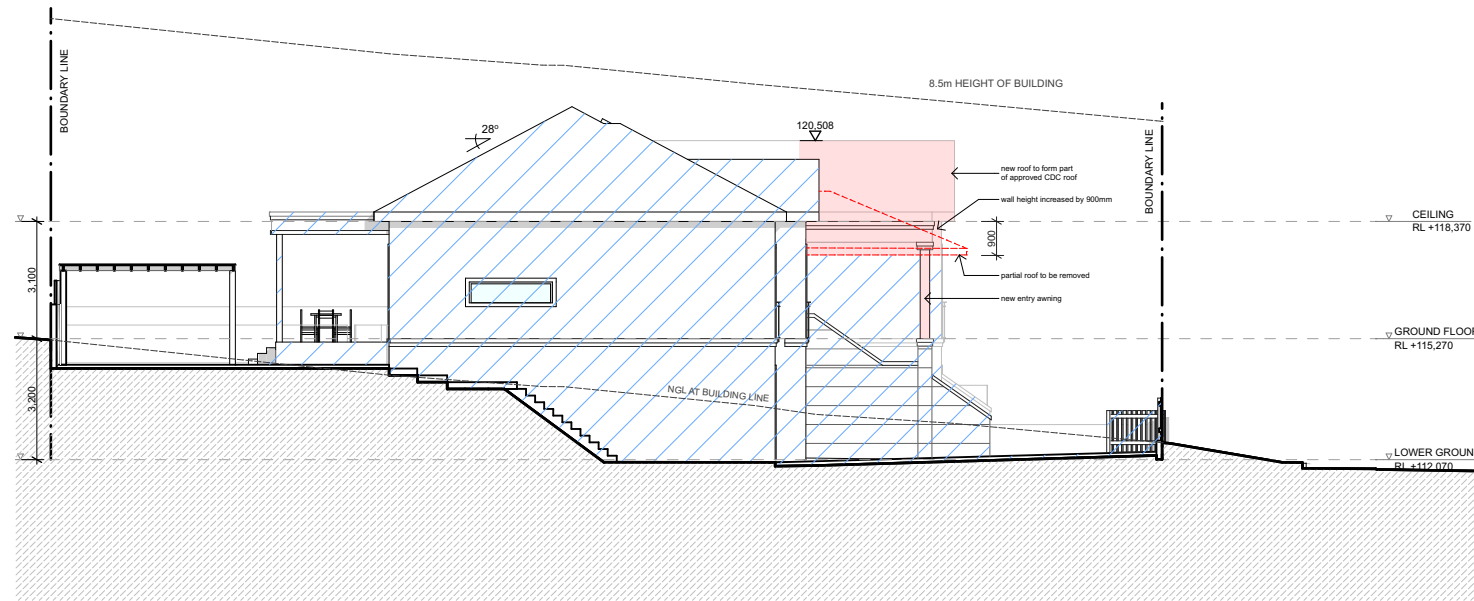 BOUNDARY LINE
8.5m HEIGHT OF BUILDING
28°
120,508
BOUNDARY LINE
new roof to form part
of approved CDC roof
wall height increased by 900mm
CEILING
RL +118,370
900
partial roof to be removed
3,100
new entry awning
GROUND FLOOR
RL +115,270
NGL AT BUILDING LINE
3,200
LOWER GROUN
RL +112,070